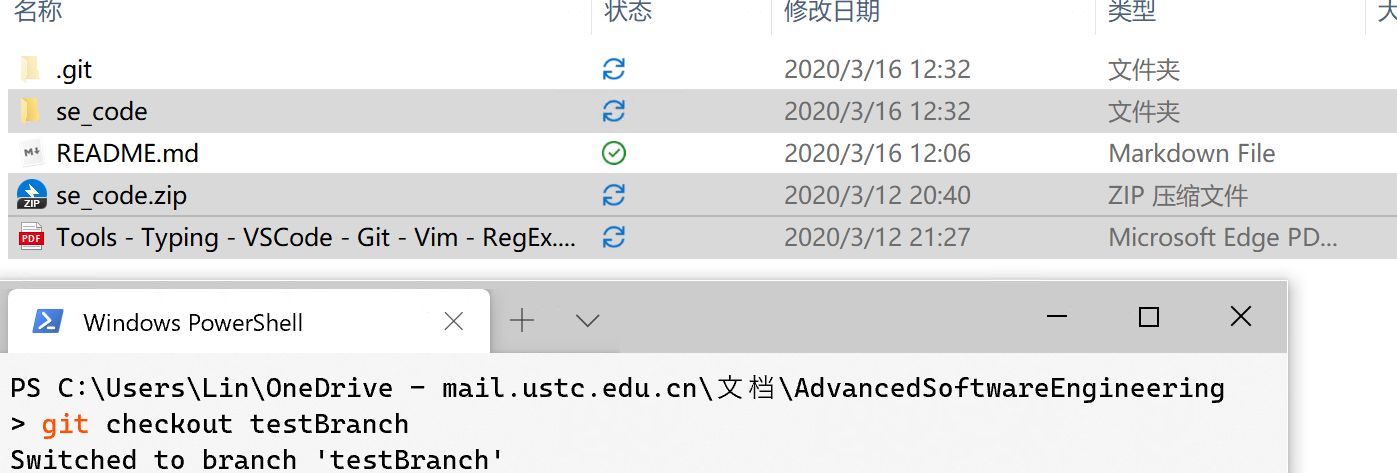 名称 状态 修改日期 类型
.git 2020/3/16 12:32 文件夹
se_code 2020/3/16 12:32 文件夹
README.md 2020/3/16 12:06 Markdown File
ZIP se_code.zip 2020/3/12 20:40 ZIP 压缩文件
PDF Tools - Typing - VSCode - Git - Vim - RegEx.... 2020/3/12 21:27 Microsoft Edge PD...
Windows PowerShell
PS C:\Users\Lin\OneDrive - mail.ustc.edu.cn\文档\AdvancedSoftwareEngineering
> git checkout testBranch
Switched to branch 'testBranch'